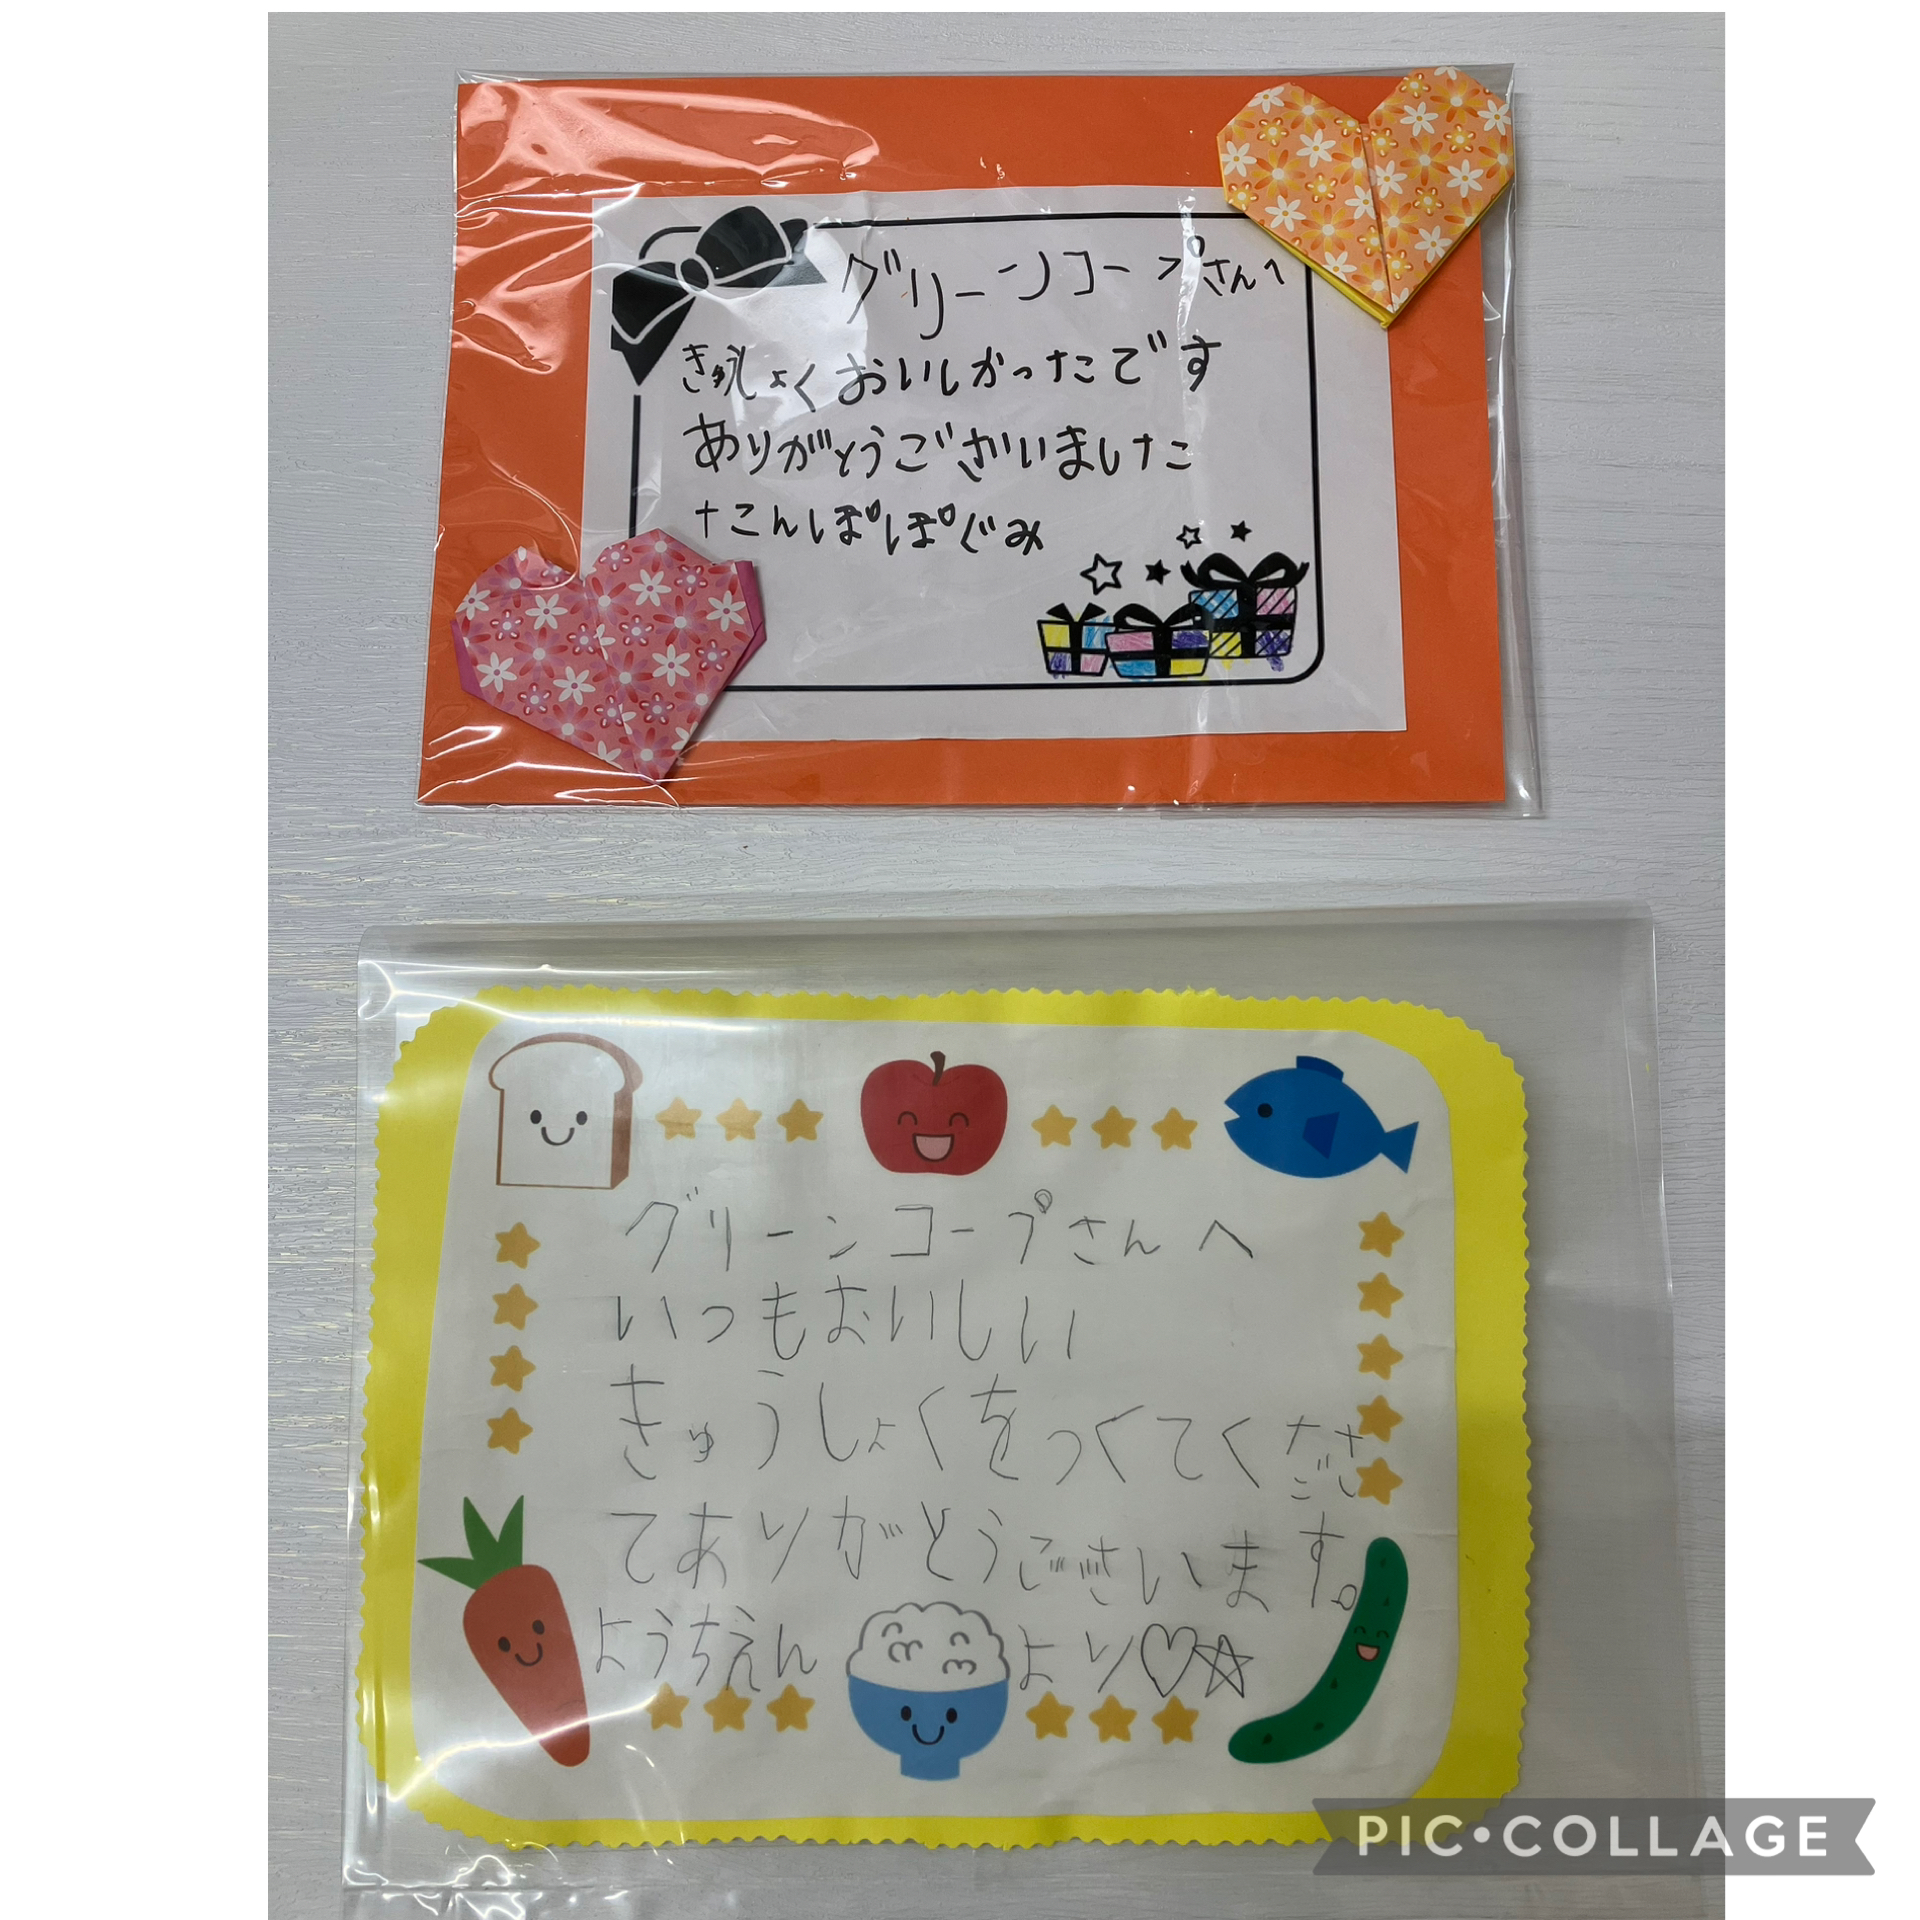 グリーンコープさんへ
きゅうしょくおいしかったです
ありがとうございました
たんぽぽぐみ
グリーンコープさんへ
いつもおいしい
きゅうしょくをつくてくださ
てありがとうございます。
ようちえん より♡☆
PIC•COLLAGE